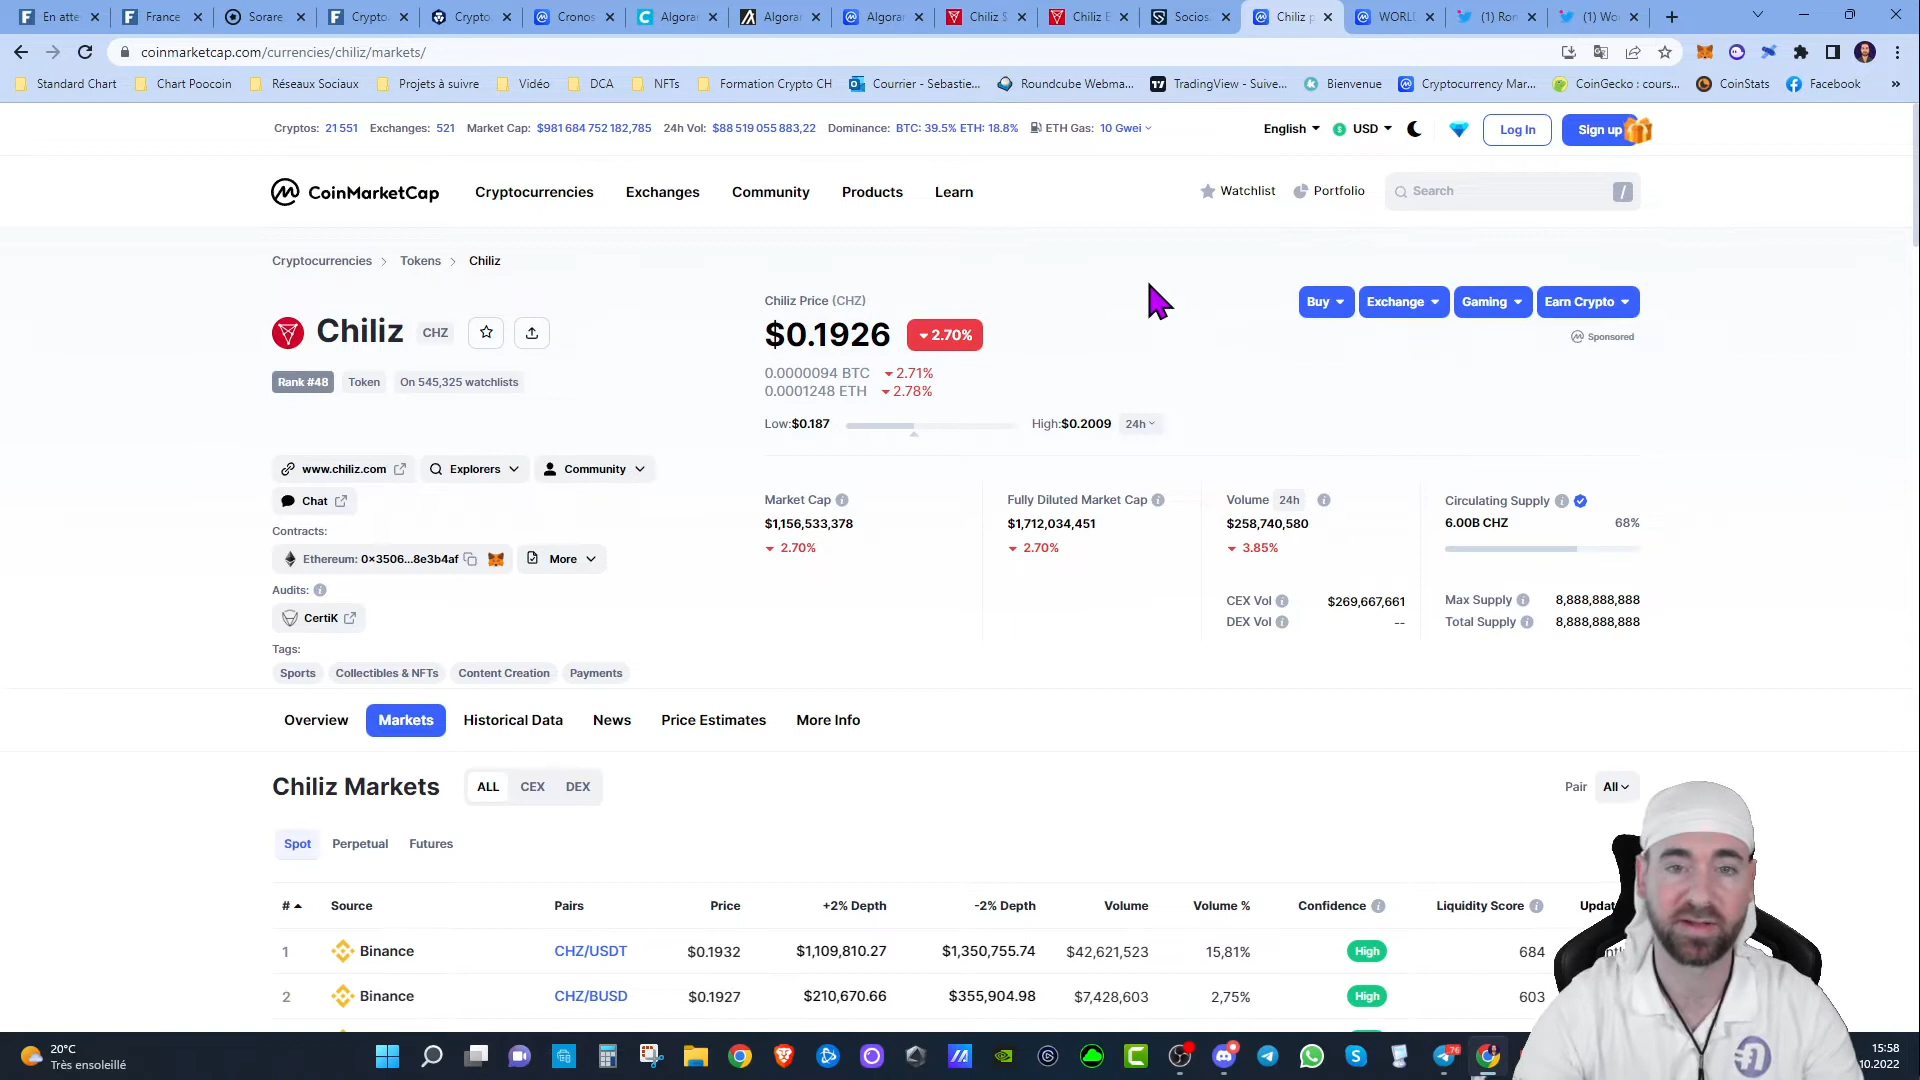 En atte
France
Sorare
Crypto.
Crypto.
Cronos
Algorar
Algorar
Algorar
Chiliz $
Chiliz E
Socios
Chiliz p
WORL
(1) Ron
(1) Wo
coinmarketcap.com/currencies/chiliz/markets/
Standard Chart
Chart Poocoin
Réseaux Sociaux
Projets à suivre
Vidéo
DCA
NFTs
Formation Crypto CH
Courrier - Sebastie...
Roundcube Webma...
TradingView - Suive...
Bienvenue
Cryptocurrency Mar...
CoinGecko : cours...
CoinStats
Facebook
»
Cryptos: 21 551 Exchanges: 521 Market Cap: $981 684 752 182,785 24h Vol: $88 519 055 883,22 Dominance: BTC: 39.5% ETH: 18.8% ETH Gas: 10 Gwei
English
USD
Log In
Sign up
CoinMarketCap
Cryptocurrencies
Exchanges
Community
Products
Learn
Watchlist
Portfolio
Search
/
Cryptocurrencies > Tokens > Chiliz
Chiliz CHZ
Rank #48
Token
On 545,325 watchlists
Chiliz Price (CHZ)
$0.1926
2.70%
0.0000094 BTC 2.71%
0.0001248 ETH 2.78%
Low:$0.187
High:$0.2009
24h
Buy
Exchange
Gaming
Earn Crypto
Sponsored
www.chiliz.com
Explorers
Community
Chat
Contracts:
Ethereum: 0x3506...8e3b4af
More
Audits:
CertiK
Tags:
Sports
Collectibles & NFTs
Content Creation
Payments
Market Cap
$1,156,533,378
2.70%
Fully Diluted Market Cap
$1,712,034,451
2.70%
Volume 24h
$258,740,580
3.85%
CEX Vol $269,667,661
DEX Vol --
Circulating Supply
6.00B CHZ 68%
Max Supply 8,888,888,888
Total Supply 8,888,888,888
Overview
Markets
Historical Data
News
Price Estimates
More Info
Chiliz Markets
ALL
CEX
DEX
Pair
All
Spot
Perpetual
Futures
# Source Pairs Price +2% Depth -2% Depth Volume Volume % Confidence Liquidity Score Updat
1 Binance CHZ/USDT $0.1932 $1,109,810.27 $1,350,755.74 $42,621,523 15,81% High 684
2 Binance CHZ/BUSD $0.1927 $210,670.66 $355,904.98 $7,428,603 2,75% High 603
20°C
Très ensoleillé
76
15:58
.10.2022